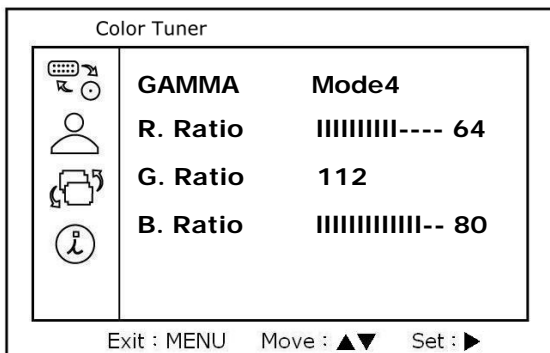 Color Tuner
GAMMA Mode4
R. Ratio IIIIIIIIII---- 64
G. Ratio 112
B. Ratio IIIIIIIIIIIII-- 80
i
Exit : MENU Move : ▲▼ Set : ▶